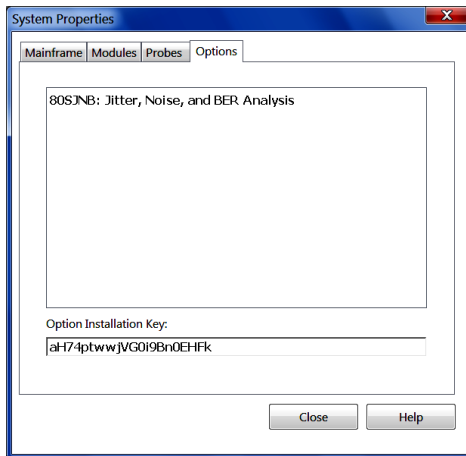 System Properties
Mainframe Modules Probes Options
80SJNB: Jitter, Noise, and BER Analysis
Option Installation Key:
aH74ptwwjVG0i9Bn0EHFk
Close Help